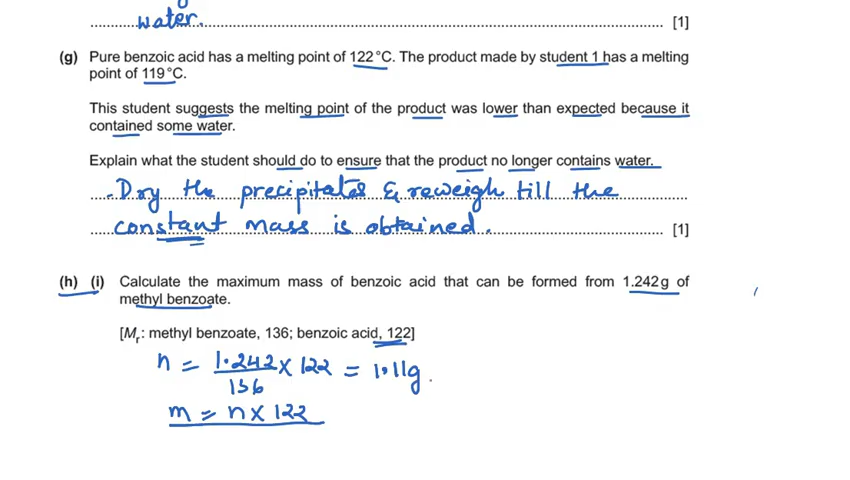 water. [1]
(g) Pure benzoic acid has a melting point of 122 °C. The product made by student 1 has a melting
point of 119 °C.
This student suggests the melting point of the product was lower than expected because it
contained some water.
Explain what the student should do to ensure that the product no longer contains water.
Dry the precipitates & reweigh till the
constant mass is obtained. [1]
(h) (i) Calculate the maximum mass of benzoic acid that can be formed from 1.242 g of
methyl benzoate.
[Mr: methyl benzoate, 136; benzoic acid, 122]
n = 1.242/136 × 122 = 1.11g
m = n × 122